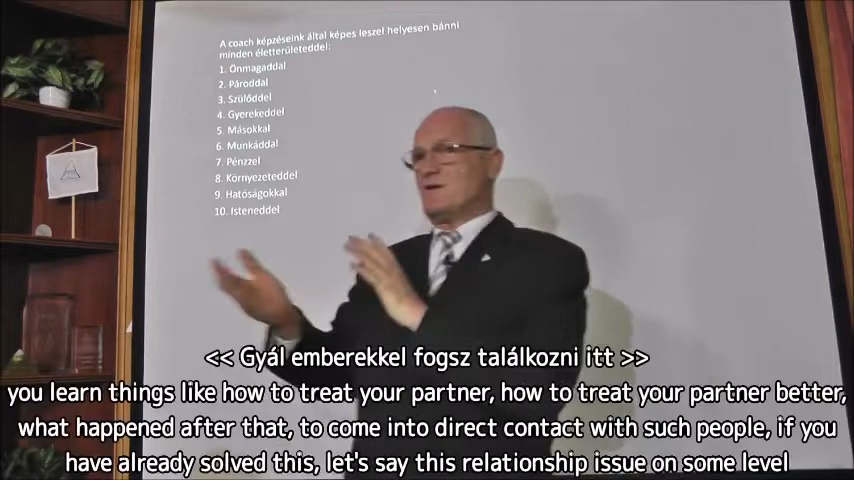 A coach képzéseink által képes leszel helyesen bánni
minden életterületeddel:
1. Önmagaddal
2. Pároddal
3. Szülőddel
4. Gyerekeddel
5. Másokkal
6. Munkáddal
7. Pénzzel
8. Környezeteddel
9. Hatóságokkal
10. Isteneddel
<< Gyál emberekkel fogsz találkozni itt >>
you learn things like how to treat your partner, how to treat your partner better,
what happened after that, to come into direct contact with such people, if you
have already solved this, let's say this relationship issue on some level